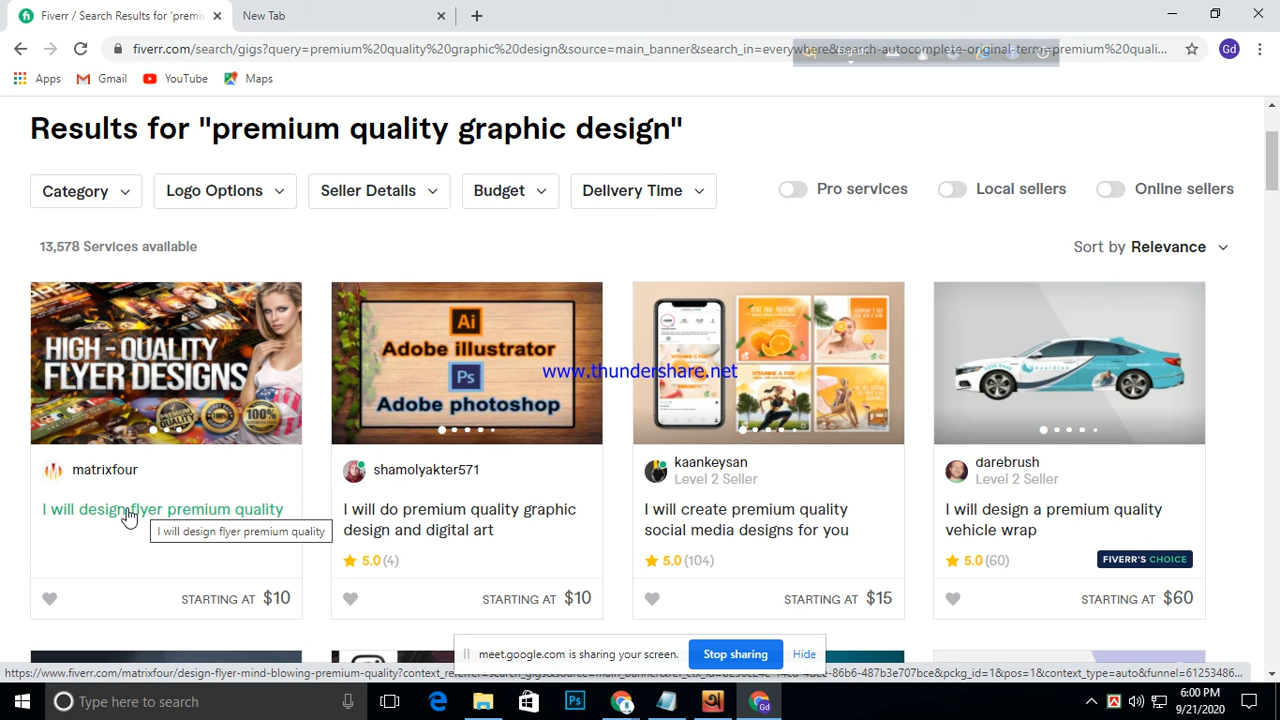 Fiverr / Search Results for 'premiu
New Tab
fiverr.com/search/gigs?query=premium%20quality%20graphic%20design&source=main_banner&search_in=everywhere&search-autocomplete-original-term=premium%20quali...
Gd
Apps
Gmail
YouTube
Maps
Results for "premium quality graphic design"
Category
Logo Options
Seller Details
Budget
Delivery Time
Pro services
Local sellers
Online sellers
13,578 Services available
Sort by Relevance
HIGH - QUALITY
FLYER DESIGNS
PREMIUM QUALITY
100%
Ai
Adobe illustrator
Ps
Adobe photoshop
www.thundershare.net
matrixfour
shamolyakter571
kaankeysan
Level 2 Seller
darebrush
Level 2 Seller
I will design flyer premium quality
I will design flyer premium quality
I will do premium quality graphic
design and digital art
I will create premium quality
social media designs for you
I will design a premium quality
vehicle wrap
5.0 (4)
5.0 (104)
5.0 (60)
FIVERR'S CHOICE
STARTING AT $10
STARTING AT $10
STARTING AT $15
STARTING AT $60
meet.google.com is sharing your screen.
Stop sharing
Hide
Type here to search
Ps
Gd
6:00 PM
9/21/2020